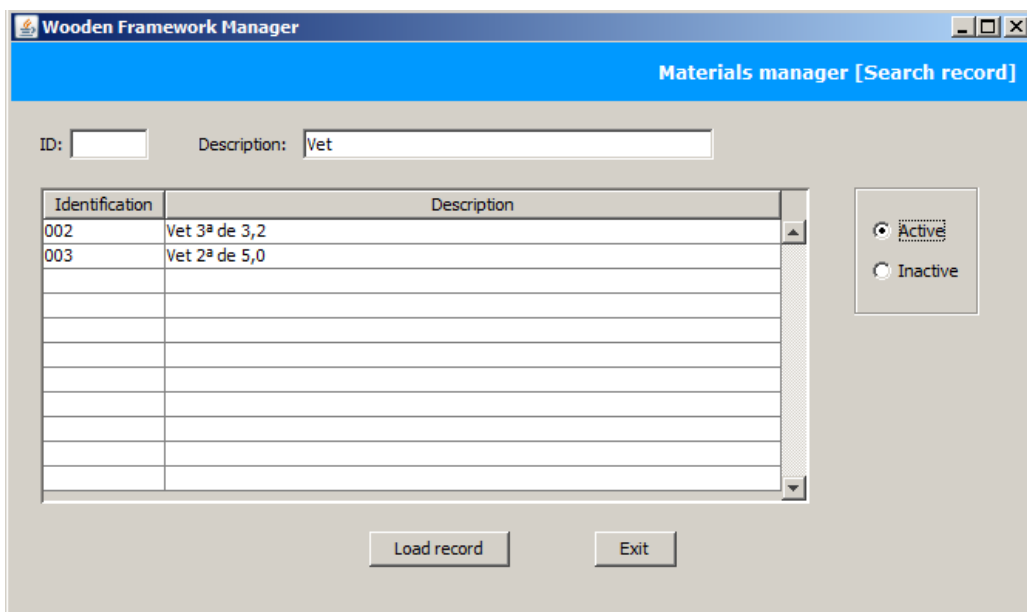 Wooden Framework Manager
Materials manager [Search record]
ID: Description: Vet
Identification Description
002 Vet 3ª de 3,2
003 Vet 2ª de 5,0
Active
Inactive
Load record Exit